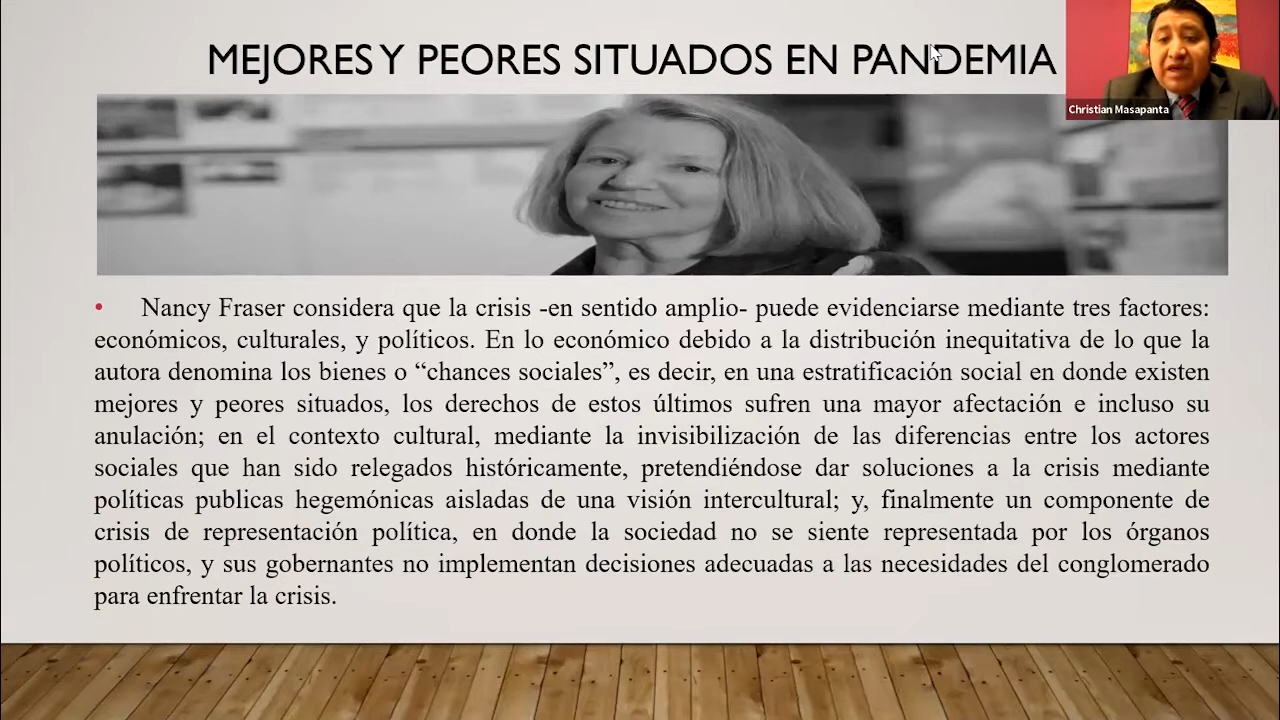 MEJORES Y PEORES SITUADOS EN PANDEMIA
Christian Masapanta
• Nancy Fraser considera que la crisis -en sentido amplio- puede evidenciarse mediante tres factores:
económicos, culturales, y políticos. En lo económico debido a la distribución inequitativa de lo que la
autora denomina los bienes o “chances sociales”, es decir, en una estratificación social en donde existen
mejores y peores situados, los derechos de estos últimos sufren una mayor afectación e incluso su
anulación; en el contexto cultural, mediante la invisibilización de las diferencias entre los actores
sociales que han sido relegados históricamente, pretendiéndose dar soluciones a la crisis mediante
políticas publicas hegemónicas aisladas de una visión intercultural; y, finalmente un componente de
crisis de representación política, en donde la sociedad no se siente representada por los órganos
políticos, y sus gobernantes no implementan decisiones adecuadas a las necesidades del conglomerado
para enfrentar la crisis.